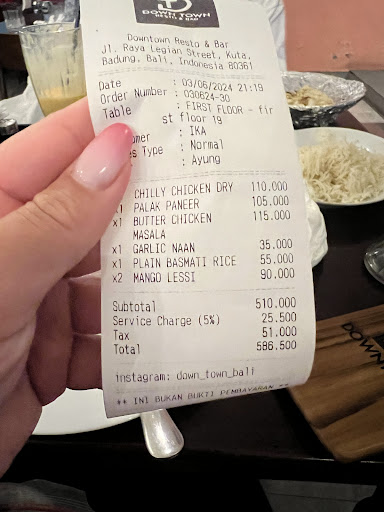 DOWN TOWN
RESTO & BAR
Downtown Resto & Bar
Jl. Raya Legian Street, Kuta,
Badung, Bali, Indonesia 80361
Date : 03/06/2024 21:19
Order Number : 030624-30
Table : FIRST FLOOR - fir
st floor 19
omer : IKA
es Type : Normal
: Ayung
CHILLY CHICKEN DRY 110.000
x1 PALAK PANEER 105.000
x1 BUTTER CHICKEN 115.000
MASALA
x1 GARLIC NAAN 35.000
x1 PLAIN BASMATI RICE 55.000
x2 MANGO LESSI 90.000
Subtotal 510.000
Service Charge (5%) 25.500
Tax 51.000
Total 586.500
instagram: down_town_bali
** INI BUKAN BUKTI PEMBAYARAN **
DOWN